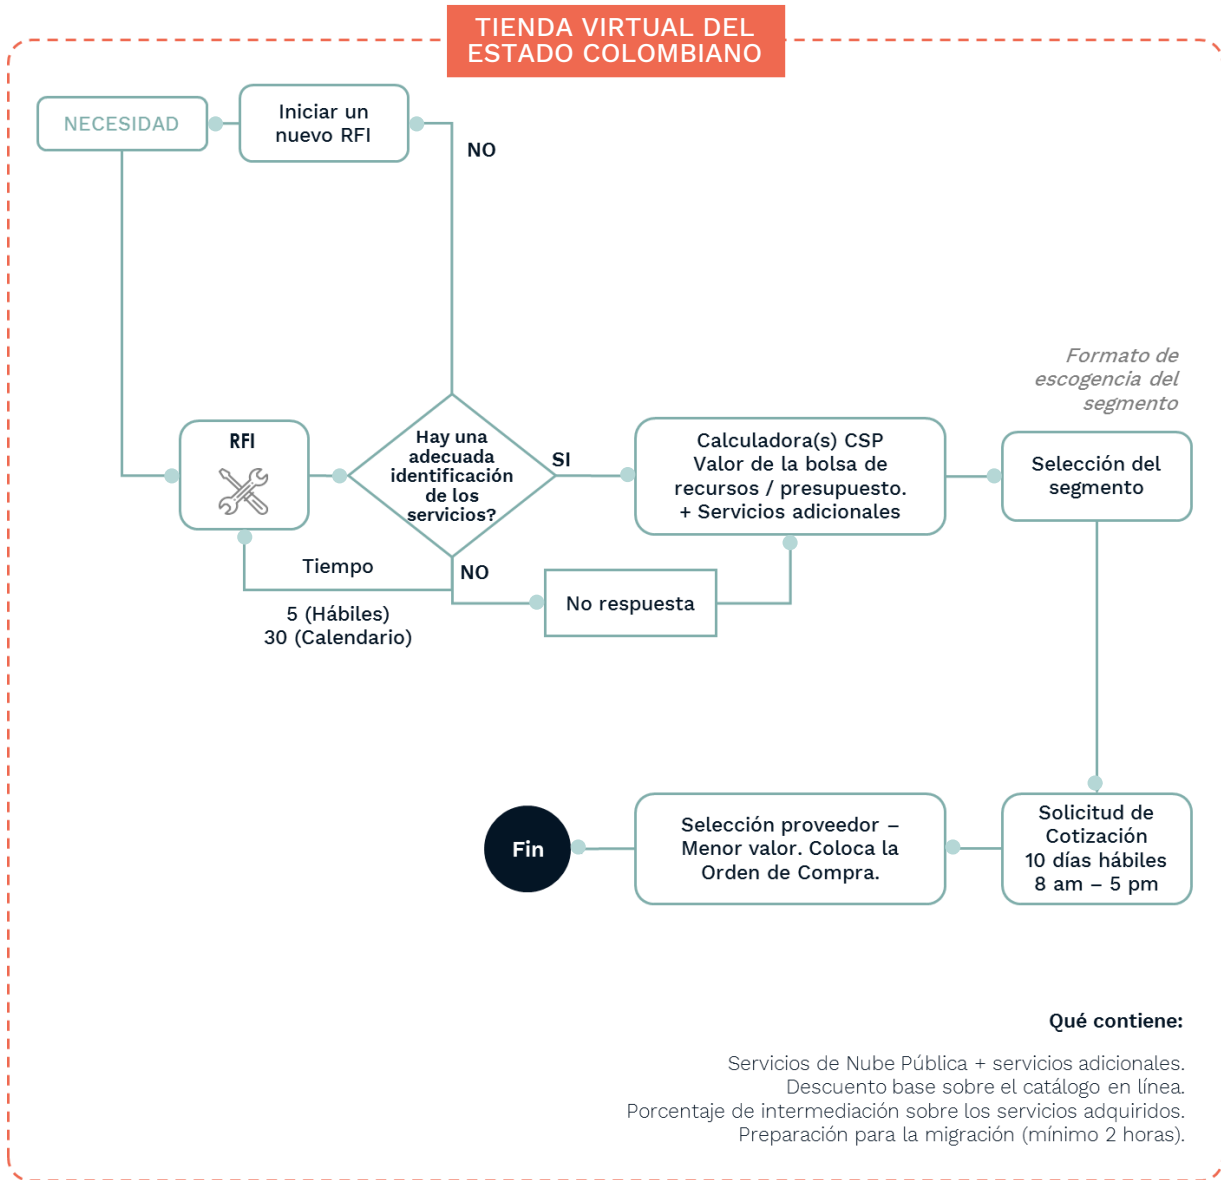 TIENDA VIRTUAL DEL
ESTADO COLOMBIANO
NECESIDAD
Iniciar un
nuevo RFI
NO
RFI
Hay una
adecuada
identificación
de los
servicios?
SI
Calculadora(s) CSP
Valor de la bolsa de
recursos / presupuesto.
+ Servicios adicionales
Formato de
escogencia del
segmento
Selección del
segmento
Tiempo
5 (Hábiles)
30 (Calendario)
NO
No respuesta
Fin
Selección proveedor –
Menor valor. Coloca la
Orden de Compra.
Solicitud de
Cotización
10 días hábiles
8 am – 5 pm
Qué contiene:
Servicios de Nube Pública + servicios adicionales.
Descuento base sobre el catálogo en línea.
Porcentaje de intermediación sobre los servicios adquiridos.
Preparación para la migración (mínimo 2 horas).